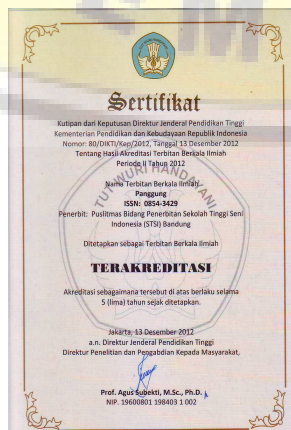 Sertifikat
Kutipan dari Keputusan Direktur Jenderal Pendidikan Tinggi
Kementerian Pendidikan dan Kebudayaan Republik Indonesia
Nomor: 80/DIKTI/Kep/2012, Tanggal 13 Desember 2012
Tentang Hasil Akreditasi Terbitan Berkala Ilmiah
Periode II Tahun 2012
TUT WURI HANDAYANI
Nama Terbitan Berkala Ilmiah
Panggung
ISSN: 0854-3429
Penerbit: Puslitmas Bidang Penerbitan Sekolah Tinggi Seni
Indonesia (STSI) Bandung
Ditetapkan sebagai Terbitan Berkala Ilmiah
TERAKREDITASI
Akreditasi sebagaimana tersebut di atas berlaku selama
5 (lima) tahun sejak ditetapkan.
Jakarta, 13 Desember 2012
a.n. Direktur Jenderal Pendidikan Tinggi
Direktur Penelitian dan Pengabdian Kepada Masyarakat,
Prof. Agus Subekti, M.Sc., Ph.D.
NIP. 19600801 198403 1 002